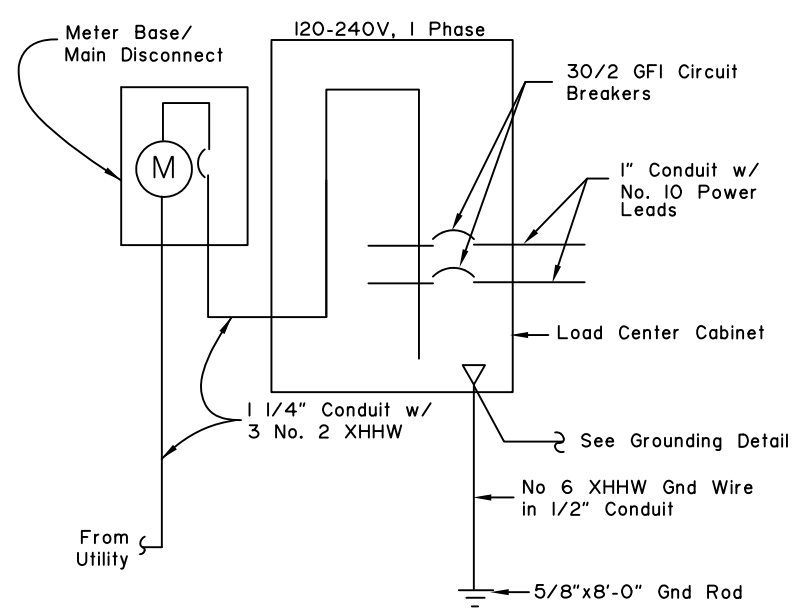 120-240V, 1 Phase
Meter Base/
Main Disconnect
30/2 GFI Circuit
Breakers
M
1" Conduit w/
No. 10 Power
Leads
Load Center Cabinet
1 1/4" Conduit w/
3 No. 2 XHHW
See Grounding Detail
No 6 XHHW Gnd Wire
in 1/2" Conduit
From
Utility
5/8"x8'-0" Gnd Rod